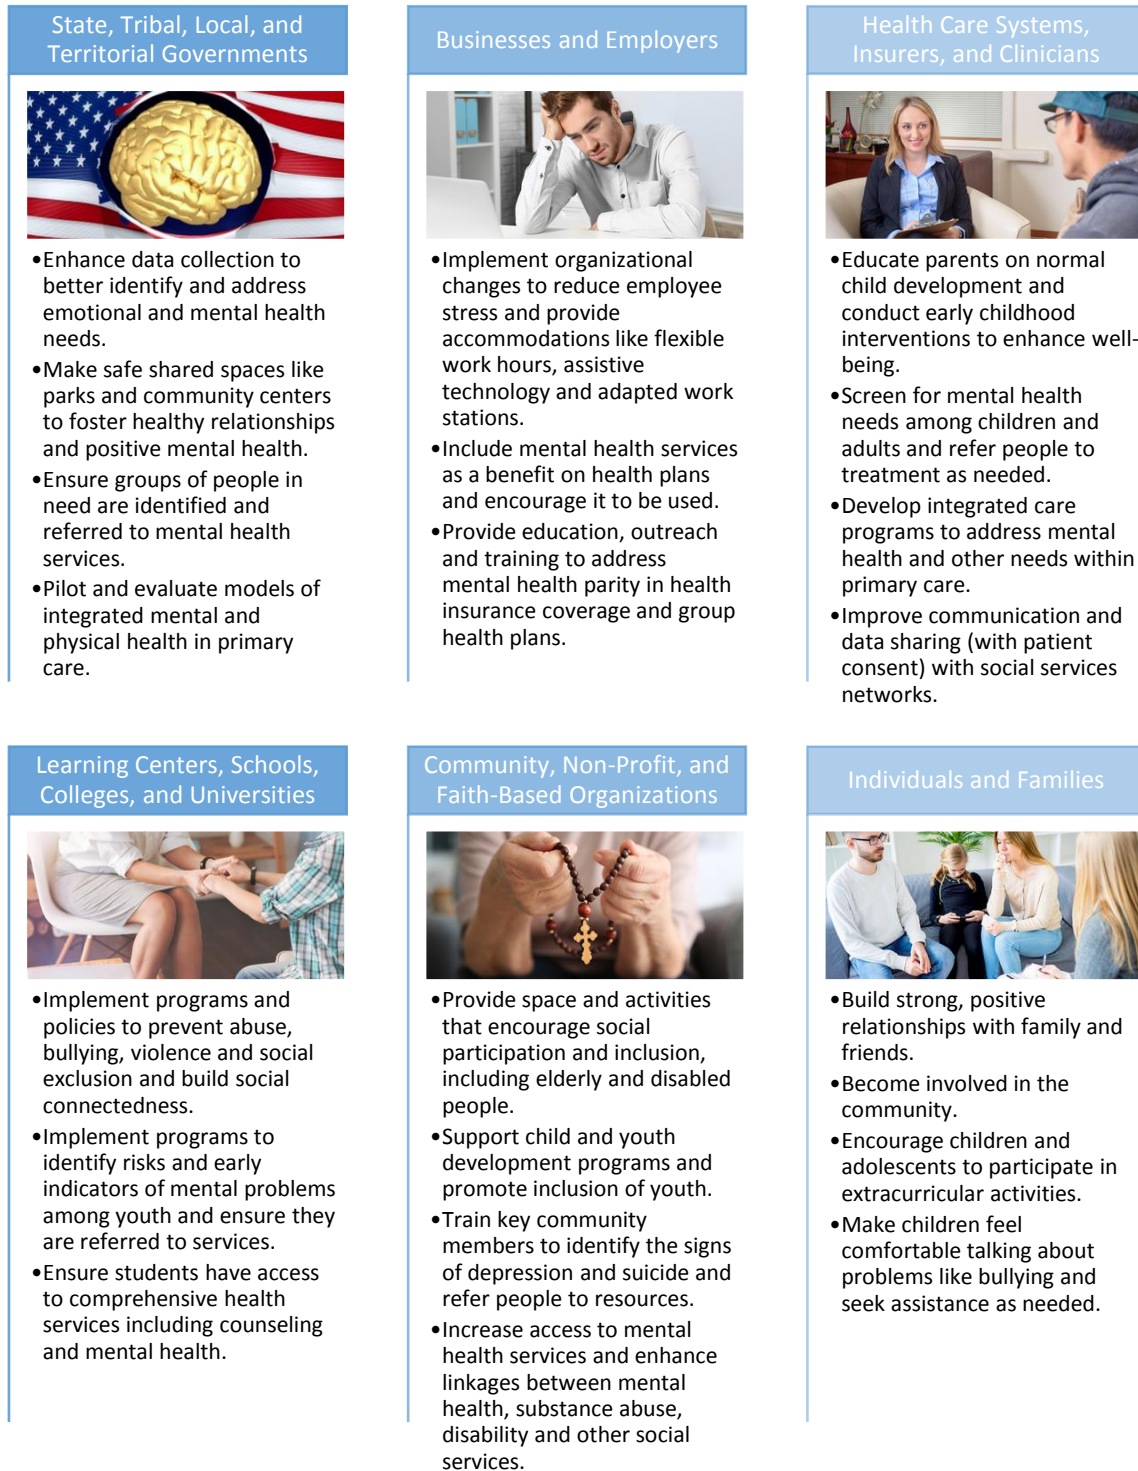 State, Tribal, Local, and
Territorial Governments
•Enhance data collection to
better identify and address
emotional and mental health
needs.
•Make safe shared spaces like
parks and community centers
to foster healthy relationships
and positive mental health.
•Ensure groups of people in
need are identified and
referred to mental health
services.
•Pilot and evaluate models of
integrated mental and
physical health in primary
care.
Businesses and Employers
•Implement organizational
changes to reduce employee
stress and provide
accommodations like flexible
work hours, assistive
technology and adapted work
stations.
•Include mental health services
as a benefit on health plans
and encourage it to be used.
•Provide education, outreach
and training to address
mental health parity in health
insurance coverage and group
health plans.
Health Care Systems,
Insurers, and Clinicians
•Educate parents on normal
child development and
conduct early childhood
interventions to enhance well-
being.
•Screen for mental health
needs among children and
adults and refer people to
treatment as needed.
•Develop integrated care
programs to address mental
health and other needs within
primary care.
•Improve communication and
data sharing (with patient
consent) with social services
networks.
Learning Centers, Schools,
Colleges, and Universities
•Implement programs and
policies to prevent abuse,
bullying, violence and social
exclusion and build social
connectedness.
•Implement programs to
identify risks and early
indicators of mental problems
among youth and ensure they
are referred to services.
•Ensure students have access
to comprehensive health
services including counseling
and mental health.
Community, Non-Profit, and
Faith-Based Organizations
•Provide space and activities
that encourage social
participation and inclusion,
including elderly and disabled
people.
•Support child and youth
development programs and
promote inclusion of youth.
•Train key community
members to identify the signs
of depression and suicide and
refer people to resources.
•Increase access to mental
health services and enhance
linkages between mental
health, substance abuse,
disability and other social
services.
Individuals and Families
•Build strong, positive
relationships with family and
friends.
•Become involved in the
community.
•Encourage children and
adolescents to participate in
extracurricular activities.
•Make children feel
comfortable talking about
problems like bullying and
seek assistance as needed.